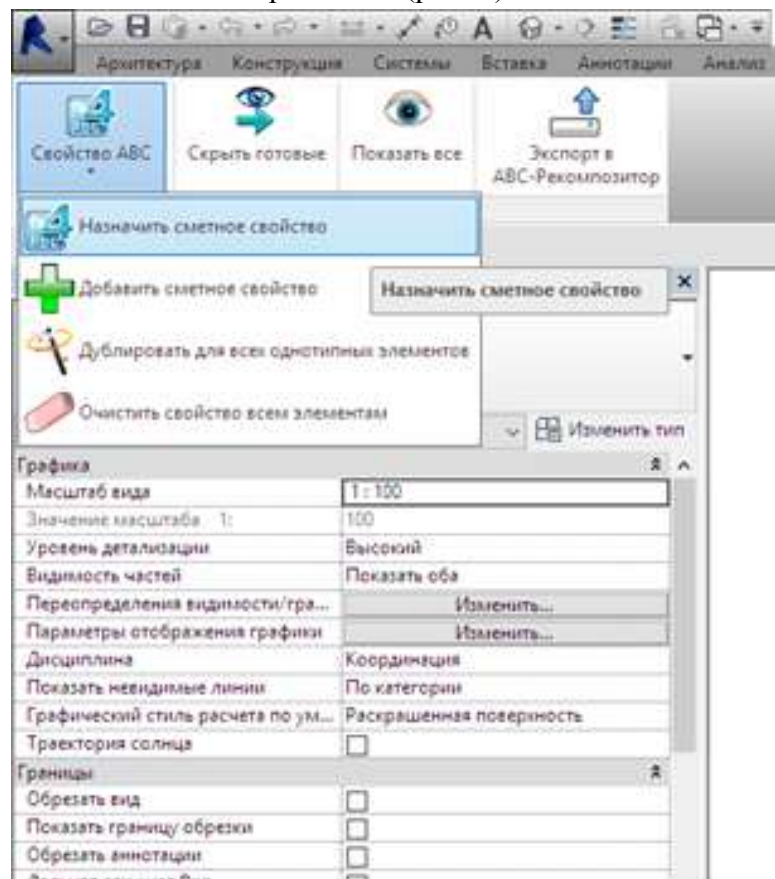 Архитектура Конструкция Системы Вставка Аннотации Анализ
Свойство АВС Скрыть готовые Показать все Экспорт в АВС-Рекомпозитор
Назначить сметное свойство
Добавить сметное свойство
Назначить сметное свойство
Дублировать для всех однотипных элементов
Очистить свойство всем элементам
Изменить тип
Графика
Масштаб вида 1 : 100
Значение масштаба 1: 100
Уровень детализации Высокий
Видимость частей Показать оба
Переопределения видимости/гра... Изменить...
Параметры отображения графики Изменить...
Дисциплина Координация
Показать невидимые линии По категории
Графический стиль расчета по ум... Раскрашенная поверхность
Траектория солнца
Границы
Обрезать вид
Показать границу обрезки
Обрезать аннотации